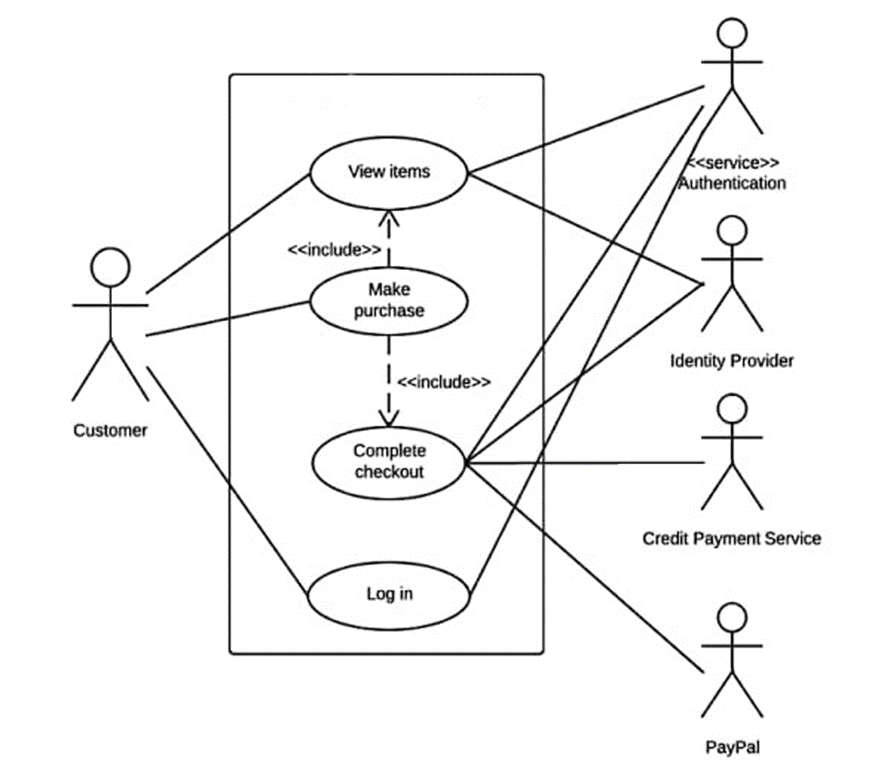 <<service>>
Authentication
View items
<<include>>
Make
purchase
Identity Provider
<<include>>
Customer
Complete
checkout
Credit Payment Service
Log in
PayPal